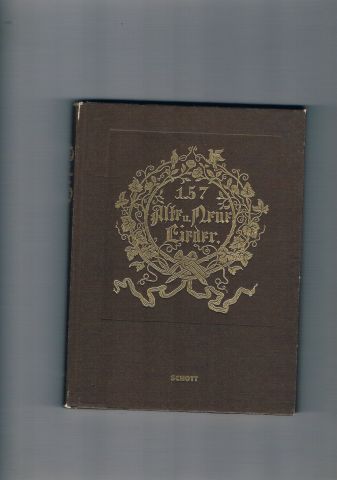 157
Alte u. Neue
Lieder.
SCHOTT